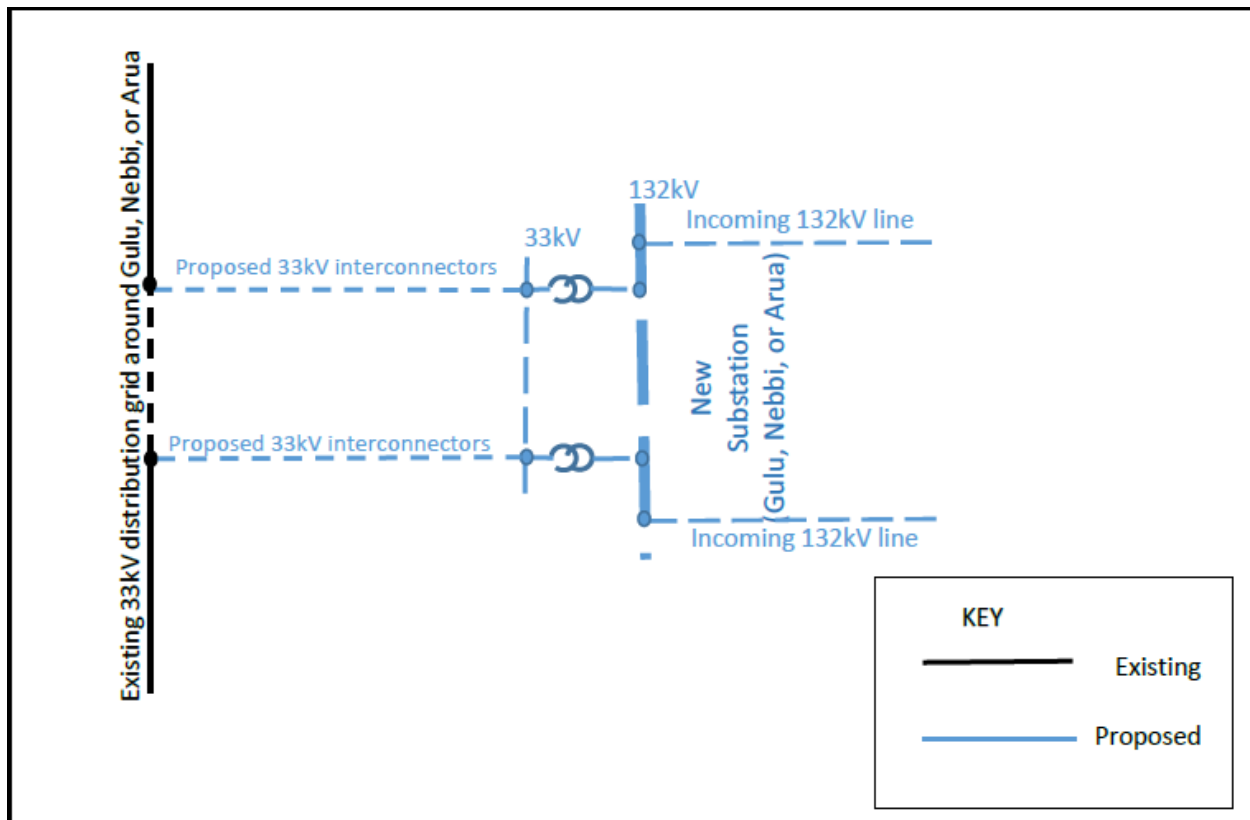 Existing 33kV distribution grid around Gulu, Nebbi, or Arua
132kV
Incoming 132kV line
33kV
Proposed 33kV interconnectors
New
Substation
(Gulu, Nebbi, or Arua)
Proposed 33kV interconnectors
Incoming 132kV line
KEY
Existing
Proposed